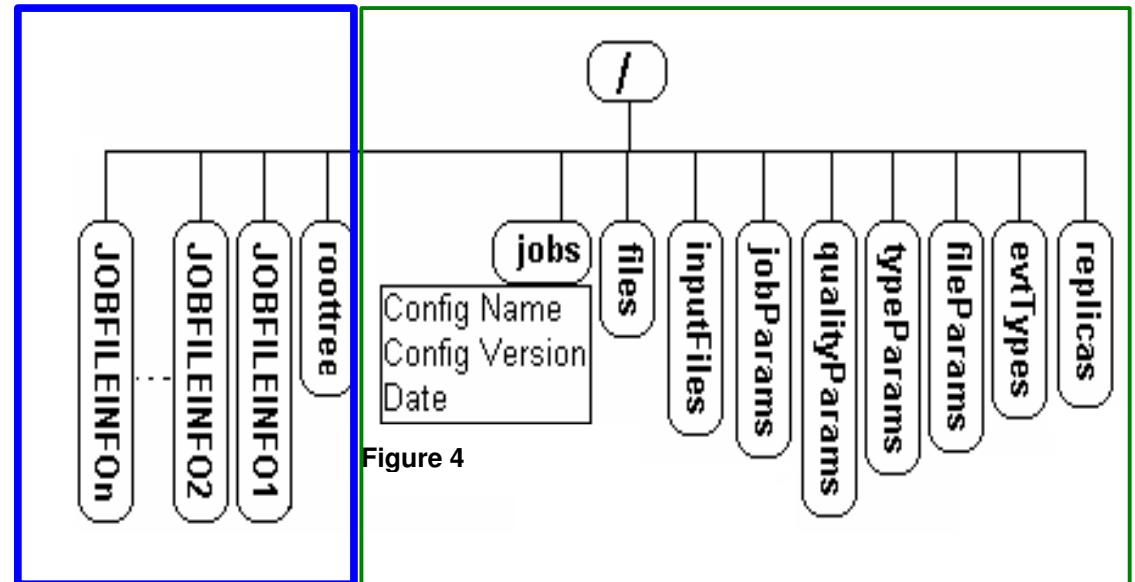 /
JOBFILEINFOn
JOBFILEINFO2
JOBFILEINFO1
roottree
jobs
files
inputFiles
jobParams
qualityParams
typeParams
fileParams
evtTypes
replicas
Config Name
Config Version
Date
Figure 4